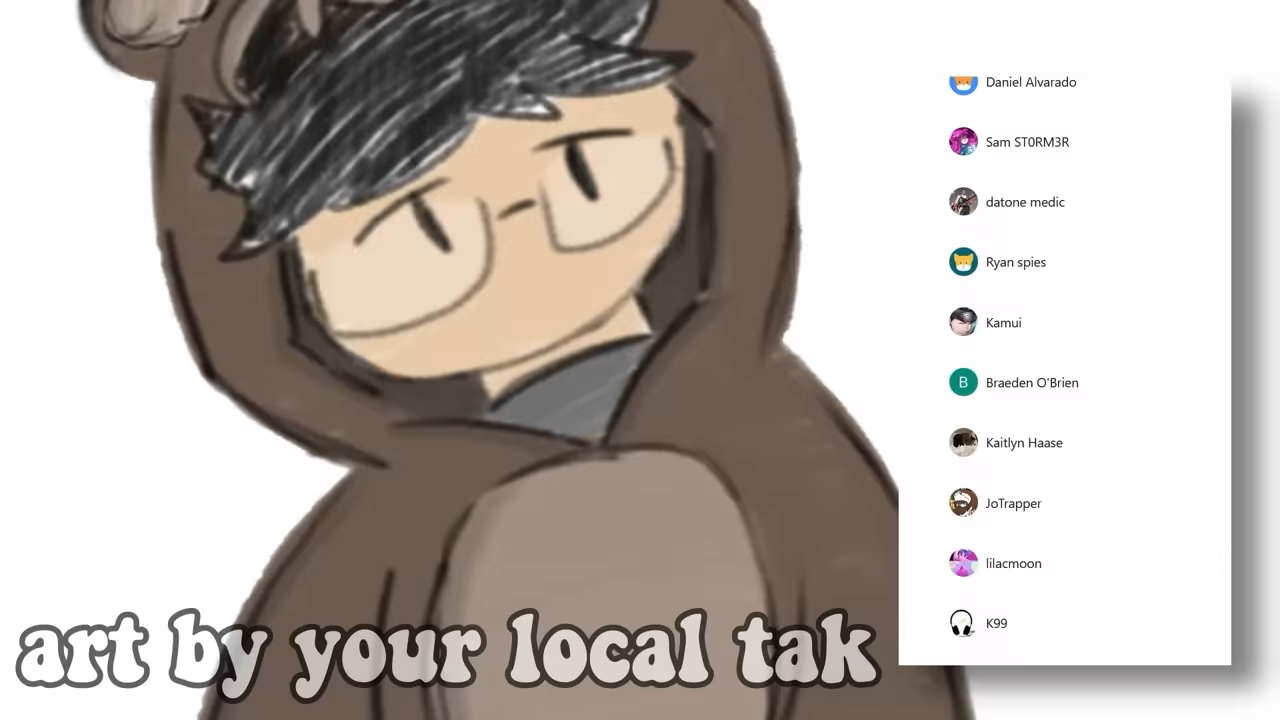 Daniel Alvarado
Sam ST0RM3R
datone medic
Ryan spies
Kamui
B Braeden O'Brien
Kaitlyn Haase
JoTrapper
lilacmoon
K99
art by your local tak